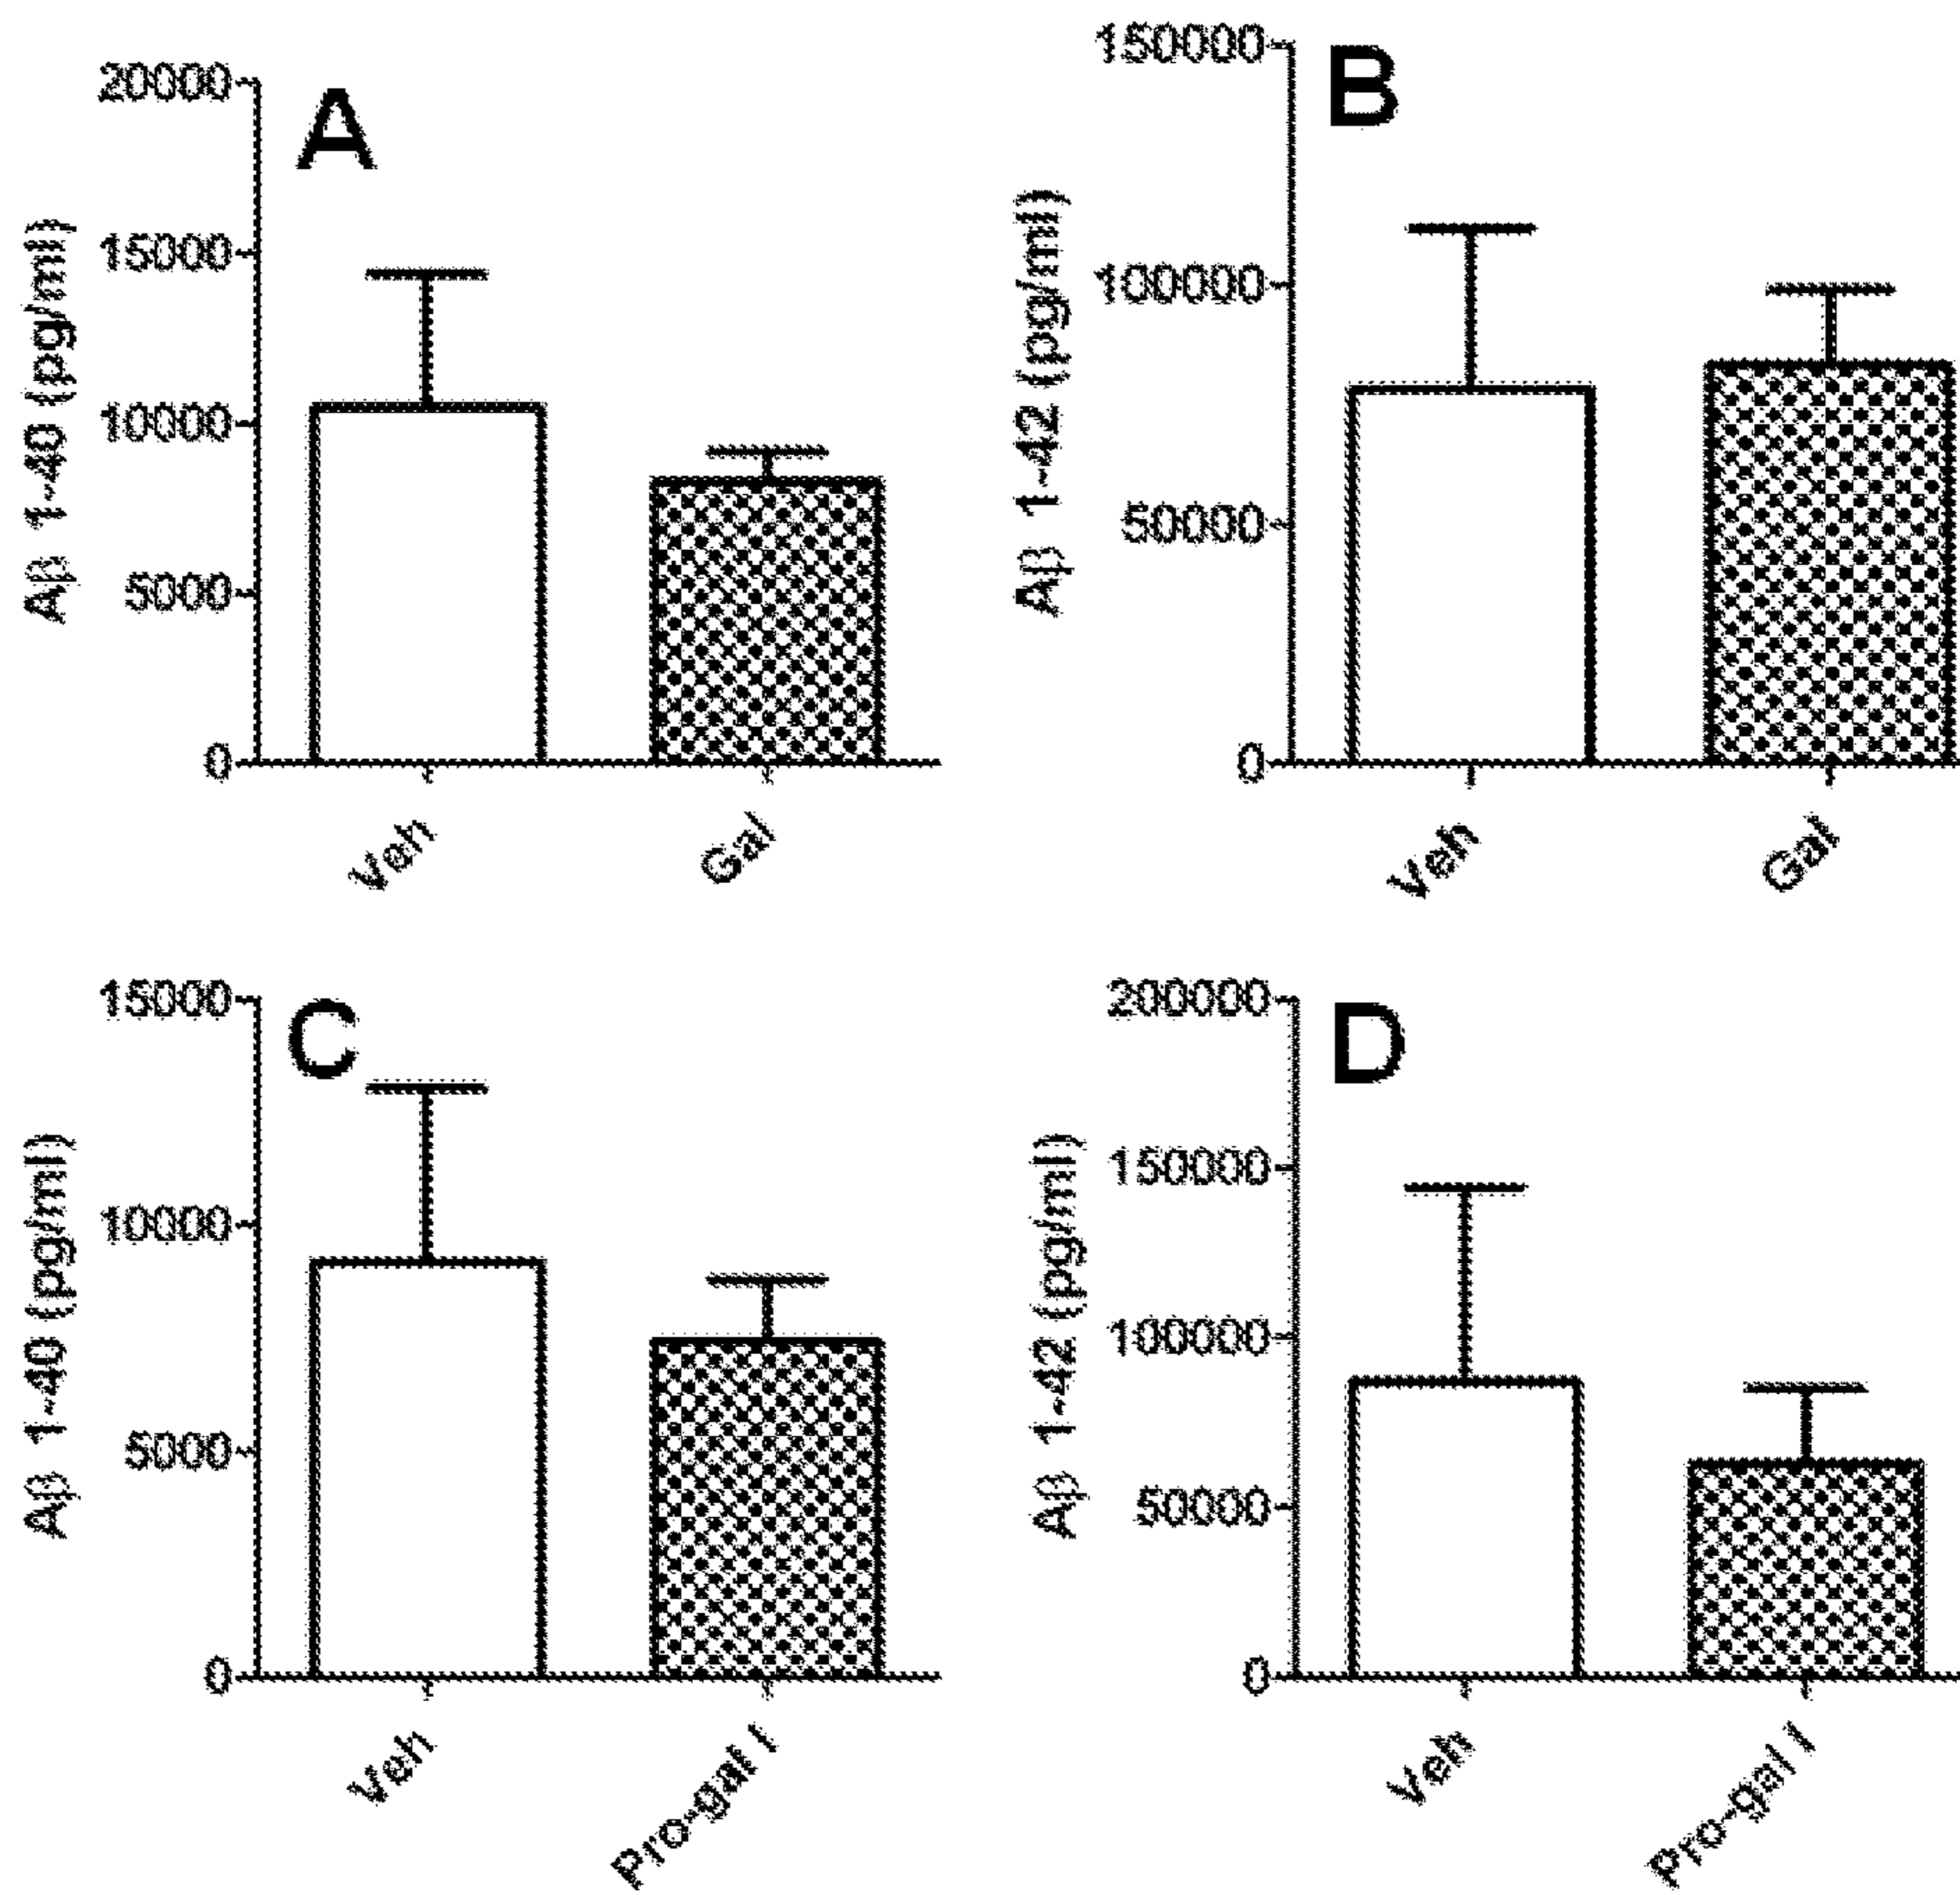 A
20000
15000
10000
5000
0
Aβ 1-40 (pg/ml)
Veh
Gal
B
150000
100000
50000
0
Aβ 1-42 (pg/ml)
Veh
Gal
C
15000
10000
5000
0
Aβ 1-40 (pg/ml)
Veh
Pro-gal I
D
200000
150000
100000
50000
0
Aβ 1-42 (pg/ml)
Veh
Pro-gal I